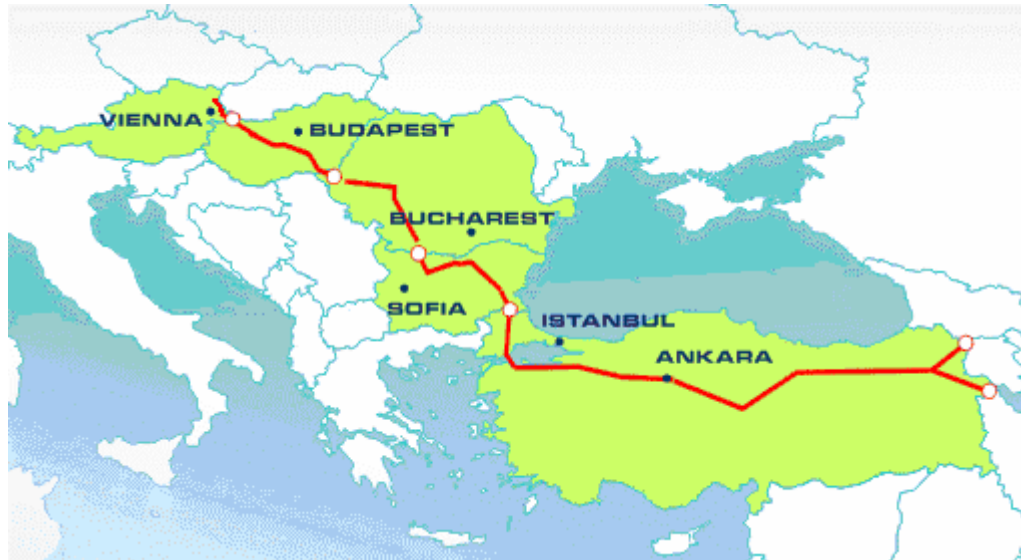 VIENNA
BUDAPEST
BUCHAREST
SOFIA
ISTANBUL
ANKARA